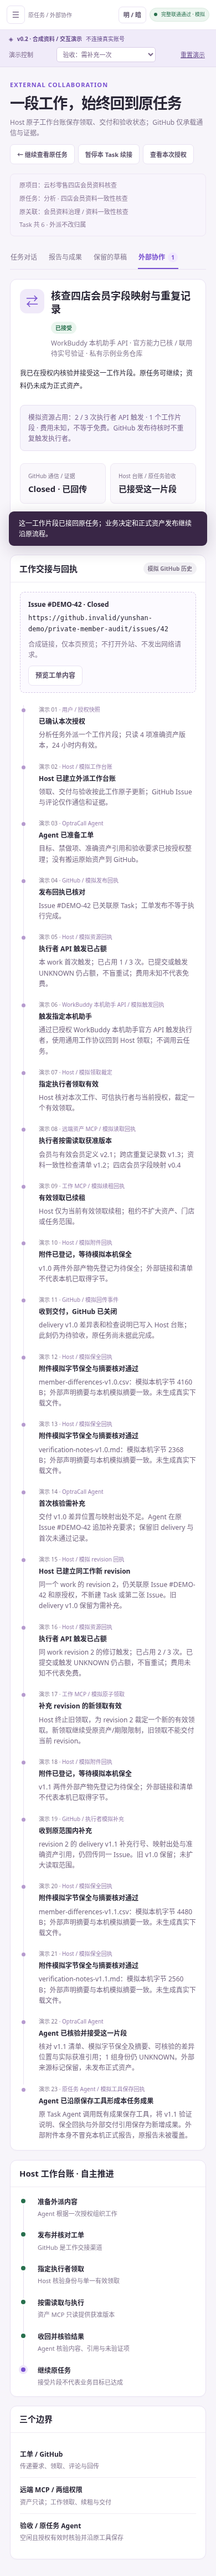 ☰
原任务 / 外部协作
明 / 暗
完整链路通过 · 模拟
v0.2 · 合成资料 / 交互演示 不连接真实账号
演示控制
验收：需补充一次
重置演示
EXTERNAL COLLABORATION
一段工作，始终回到原任务
Host 原子工作台账保存领取、交付和验收状态；GitHub 仅承载通信与证据。
← 继续查看原任务
暂停本 Task 续接
查看本次授权
原项目：云杉零售四店会员资料核查
原任务：分析 · 四店会员资料一致性核查
原关联：会员资料治理 / 资料一致性核查
Task 共 6 · 外派不改归属
任务对话
报告与成果
保留的草稿
外部协作 1
核查四店会员字段映射与重复记录
已接受
WorkBuddy 本机助手 API · 官方能力已核 / 联用待实号验证 · 私有示例业务仓库
我已在授权内核验并接受这一工作片段。原任务可继续；资料仍未成为正式资产。
模拟资源占用：2 / 3 次执行者 API 触发 · 1 个工作片段 · 费用未知，不等于免费。GitHub 发布待核时不重复触发执行者。
GitHub 通信 / 证据
Closed · 已回传
Host 台账 / 原任务验收
已接受这一片段
这一工作片段已接回原任务；业务决定和正式资产发布继续沿原流程。
工作交接与回执
模拟 GitHub 历史
Issue #DEMO-42 · Closed
https://github.invalid/yunshan-demo/private-member-audit/issues/42
合成链接，仅本页预览；不打开外站、不发出网络请求。
预览工单内容
演示 01 · 用户 / 授权快照
已确认本次授权
分析任务外派一个工作片段；只读 4 项准确资产版本，24 小时内有效。
演示 02 · Host / 模拟工作台账
Host 已建立外派工作台账
领取、交付与验收按此工作原子更新；GitHub Issue 与评论仅作通信和证据。
演示 03 · OptraCall Agent
Agent 已准备工单
目标、禁做项、准确资产引用和验收要求已按授权整理；没有搬运原始资产到 GitHub。
演示 04 · GitHub / 模拟发布回执
发布回执已核对
Issue #DEMO-42 已关联原 Task；工单发布不等于执行完成。
演示 05 · Host / 模拟资源回执
执行者 API 触发已占额
本 work 首次触发；已占用 1 / 3 次。已提交或触发 UNKNOWN 仍占额，不盲重试；费用未知不代表免费。
演示 06 · WorkBuddy 本机助手 API / 模拟触发回执
触发指定本机助手
通过已授权 WorkBuddy 本机助手官方 API 触发执行者，使用通用工作协议回到 Host 领取；不调用云任务。
演示 07 · Host / 模拟领取裁定
指定执行者领取有效
Host 核对本次工作、可信执行者与当前授权，裁定一个有效领取。
演示 08 · 远端资产 MCP / 模拟读取回执
执行者按需读取获准版本
会员与有效会员定义 v2.1；跨店重复记录数 v1.3；资料一致性检查清单 v1.2；四店会员字段映射 v0.4
演示 09 · 工作 MCP / 模拟续租回执
有效领取已续租
Host 仅为当前有效领取续租；租约不扩大资产、门店或任务范围。
演示 10 · Host / 模拟附件回执
附件已登记，等待模拟本机保全
v1.0 两件外部产物先登记为待保全；外部链接和清单不代表本机已取得字节。
演示 11 · GitHub / 模拟回传事件
收到交付，GitHub 已关闭
delivery v1.0 差异表和检查说明已写入 Host 台账；此刻仍为待验收，原任务尚未据此完成。
演示 12 · Host / 模拟保全回执
附件模拟字节保全与摘要核对通过
member-differences-v1.0.csv：模拟本机字节 4160 B；外部声明摘要与本机模拟摘要一致。未生成真实下载文件。
演示 13 · Host / 模拟保全回执
附件模拟字节保全与摘要核对通过
verification-notes-v1.0.md：模拟本机字节 2368 B；外部声明摘要与本机模拟摘要一致。未生成真实下载文件。
演示 14 · OptraCall Agent
首次核验需补充
交付 v1.0 差异位置与映射出处不足。Agent 在原 Issue #DEMO-42 追加补充要求；保留旧 delivery 与首次未通过记录。
演示 15 · Host / 模拟 revision 回执
Host 已建立同工作新 revision
同一个 work 的 revision 2，仍关联原 Issue #DEMO-42 和原授权，不新建 Task 或第二张 Issue。旧 delivery v1.0 保留为需补充。
演示 16 · Host / 模拟资源回执
执行者 API 触发已占额
同 work revision 2 的修订触发；已占用 2 / 3 次。已提交或触发 UNKNOWN 仍占额，不盲重试；费用未知不代表免费。
演示 17 · 工作 MCP / 模拟原子领取
补充 revision 的新领取有效
Host 终止旧领取，为 revision 2 裁定一个新的有效领取。新领取继续受原资产/期限限制，旧领取不能交付当前 revision。
演示 18 · Host / 模拟附件回执
附件已登记，等待模拟本机保全
v1.1 两件外部产物先登记为待保全；外部链接和清单不代表本机已取得字节。
演示 19 · GitHub / 执行者模拟补充
收到原范围内补充
revision 2 的 delivery v1.1 补充行号、映射出处与准确资产引用，仍回传同一 Issue。旧 v1.0 保留；未扩大读取范围。
演示 20 · Host / 模拟保全回执
附件模拟字节保全与摘要核对通过
member-differences-v1.1.csv：模拟本机字节 4480 B；外部声明摘要与本机模拟摘要一致。未生成真实下载文件。
演示 21 · Host / 模拟保全回执
附件模拟字节保全与摘要核对通过
verification-notes-v1.1.md：模拟本机字节 2560 B；外部声明摘要与本机模拟摘要一致。未生成真实下载文件。
演示 22 · OptraCall Agent
Agent 已核验并接受这一片段
核对 v1.1 清单、模拟字节保全及摘要、可核验的差异位置与实际获准引用；1 组身份仍 UNKNOWN。外部来源标记保留，未发布正式资产。
演示 23 · 原任务 Agent / 模拟工具保存回执
Agent 已沿原保存工具形成本任务成果
原 Task Agent 调用既有成果保存工具，将 v1.1 验证说明、保全回执与外部交付引用保存为新增成果。外部附件本身不冒充本机正式报告，原报告未被覆盖。
Host 工作台账 · 自主推进
准备外派内容
Agent 根据一次授权组织工作
发布并核对工单
GitHub 是工作交接渠道
指定执行者领取
Host 核验身份与单一有效领取
按需读取与执行
资产 MCP 只读提供获准版本
收回并核验结果
Agent 核验内容、引用与未验证项
继续原任务
接受片段不代表业务目标已达成
三个边界
工单 / GitHub
传递要求、领取、评论与回传
远端 MCP / 两组权限
资产只读；工作领取、续租与交付
验收 / 原任务 Agent
空间且授权有效时核验并沿原工具保存